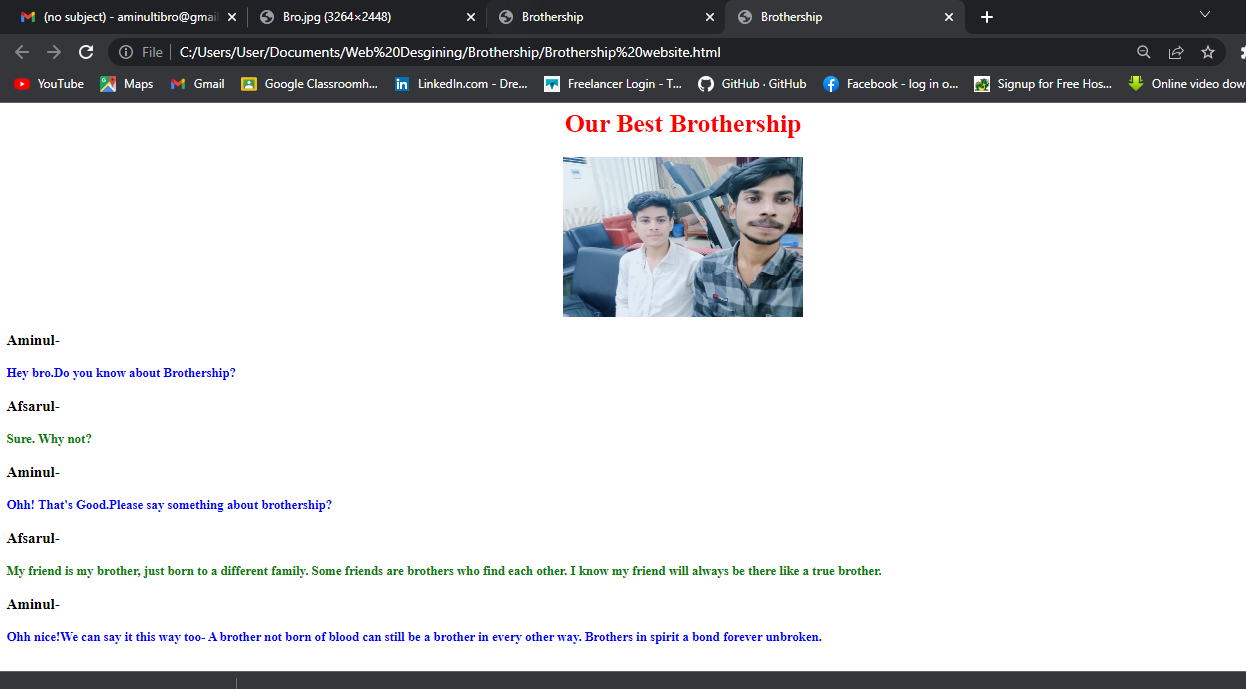 (no subject) - aminultibro@gmai
Bro.jpg (3264×2448)
Brothership
Brothership
File
C:/Users/User/Documents/Web%20Desgining/Brothership/Brothership%20website.html
YouTube
Maps
Gmail
Google Classroomh...
LinkedIn.com - Dre...
Freelancer Login - T...
GitHub · GitHub
Facebook - log in o...
Signup for Free Hos...
Online video dow
Our Best Brothership
Aminul-
Hey bro.Do you know about Brothership?
Afsarul-
Sure. Why not?
Aminul-
Ohh! That's Good.Please say something about brothership?
Afsarul-
My friend is my brother, just born to a different family. Some friends are brothers who find each other. I know my friend will always be there like a true brother.
Aminul-
Ohh nice!We can say it this way too- A brother not born of blood can still be a brother in every other way. Brothers in spirit a bond forever unbroken.